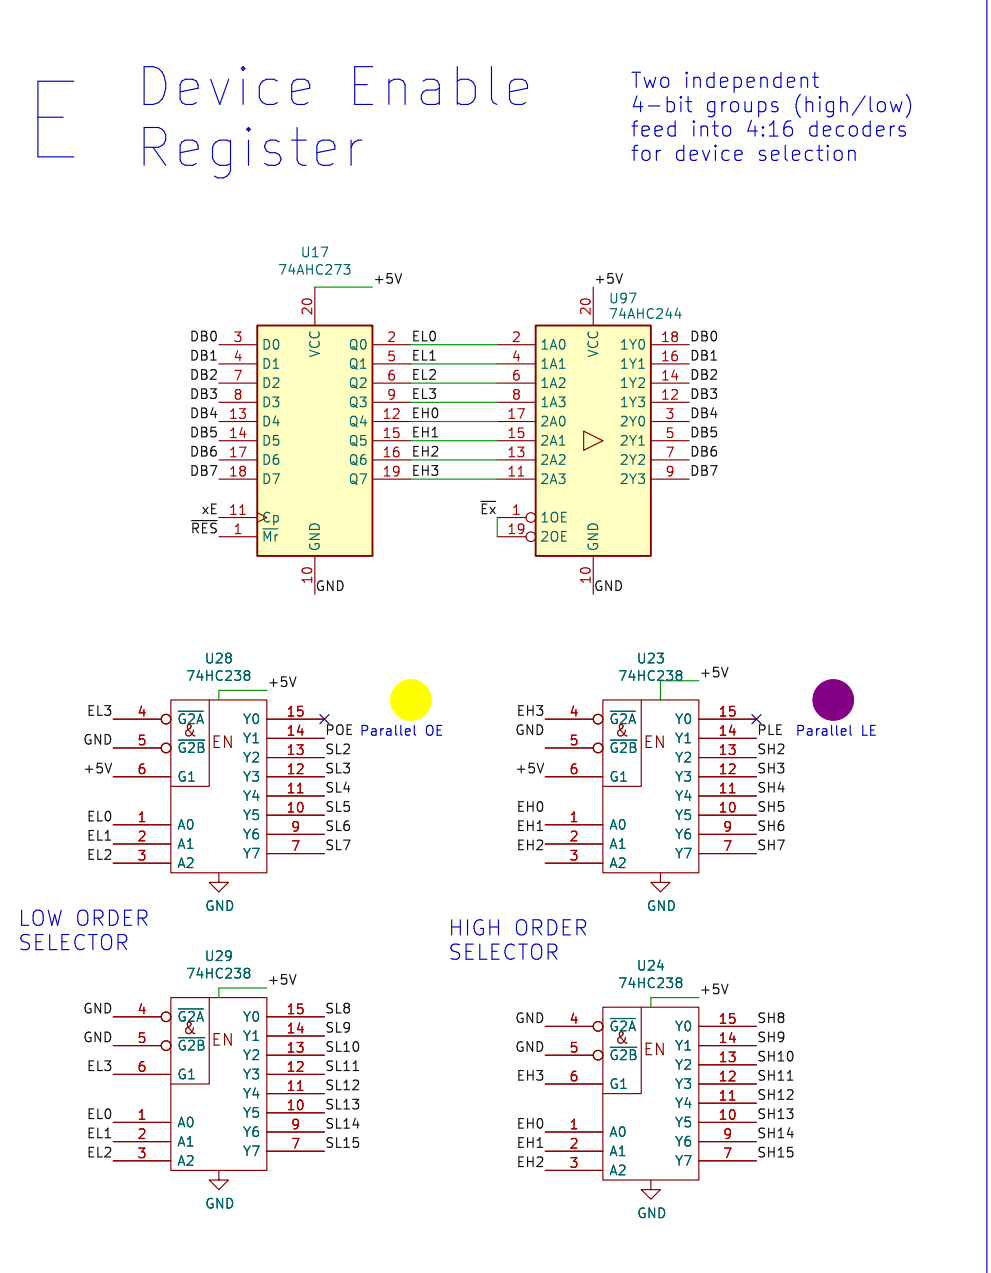 E
Device Enable
Register
Two independent
4-bit groups (high/low)
feed into 4:16 decoders
for device selection
U17
74AHC273
+5V
20
VCC
DB0 3 D0 Q0 2 EL0
DB1 4 D1 Q1 5 EL1
DB2 7 D2 Q2 6 EL2
DB3 8 D3 Q3 9 EL3
DB4 13 D4 Q4 12 EH0
DB5 14 D5 Q5 15 EH1
DB6 17 D6 Q6 16 EH2
DB7 18 D7 Q7 19 EH3
xE 11 Cp
RES 1 Mr
GND
10
GND
+5V
U97
74AHC244
20
VCC
2 1A0 1Y0 18 DB0
4 1A1 1Y1 16 DB1
6 1A2 1Y2 14 DB2
8 1A3 1Y3 12 DB3
17 2A0 2Y0 3 DB4
15 2A1 2Y1 5 DB5
13 2A2 2Y2 7 DB6
11 2A3 2Y3 9 DB7
Ex 1 1OE
19 2OE
GND
10
GND
U28
74HC238
+5V
EL3 4 G2A Y0 15
& EN
GND 5 G2B Y1 14 POE
Y2 13 SL2
+5V 6 G1 Y3 12 SL3
Y4 11 SL4
Y5 10 SL5
EL0 1 A0 Y6 9 SL6
EL1 2 A1 Y7 7 SL7
EL2 3 A2
GND
Parallel OE
U23
74HC238
+5V
EH3 4 G2A Y0 15
& EN
GND 5 G2B Y1 14 PLE
Y2 13 SH2
+5V 6 G1 Y3 12 SH3
Y4 11 SH4
Y5 10 SH5
EH0 1 A0 Y6 9 SH6
EH1 2 A1 Y7 7 SH7
EH2 3 A2
GND
Parallel LE
LOW ORDER
SELECTOR
HIGH ORDER
SELECTOR
U29
74HC238
+5V
GND 4 G2A Y0 15 SL8
& EN
Y1 14 SL9
GND 5 G2B Y2 13 SL10
EL3 6 G1 Y3 12 SL11
Y4 11 SL12
Y5 10 SL13
EL0 1 A0 Y6 9 SL14
EL1 2 A1 Y7 7 SL15
EL2 3 A2
GND
U24
74HC238
+5V
GND 4 G2A Y0 15 SH8
& EN
Y1 14 SH9
GND 5 G2B Y2 13 SH10
EH3 6 G1 Y3 12 SH11
Y4 11 SH12
Y5 10 SH13
EH0 1 A0 Y6 9 SH14
EH1 2 A1 Y7 7 SH15
EH2 3 A2
GND